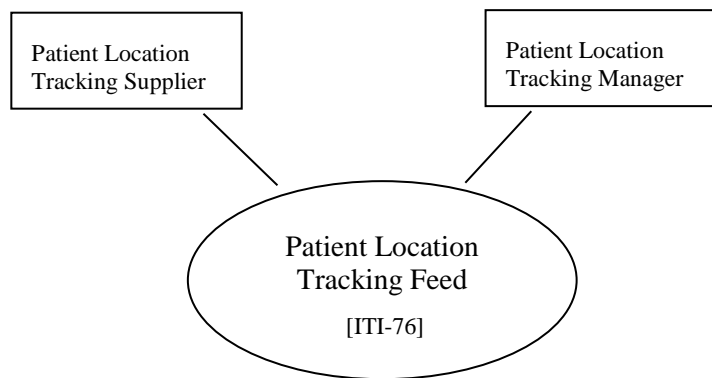 Patient Location
Tracking Supplier
Patient Location
Tracking Manager
Patient Location
Tracking Feed
[ITI-76]